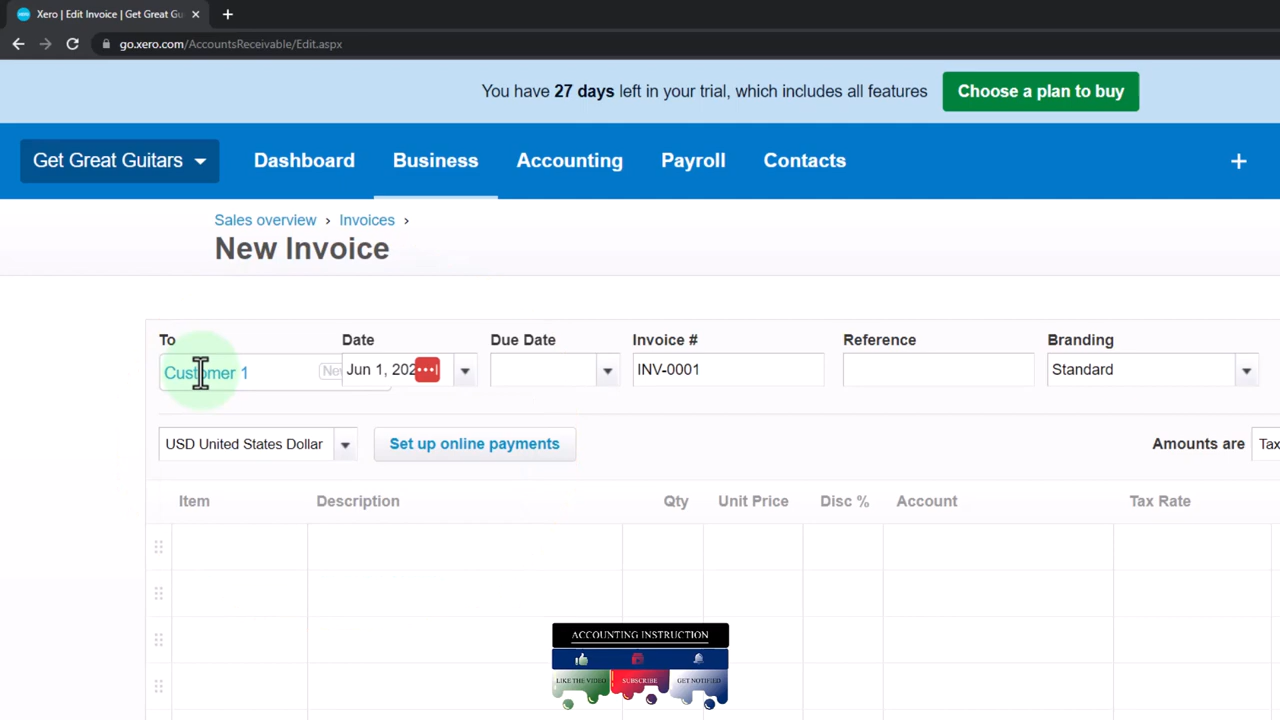 Xero | Edit Invoice | Get Great Gu
go.xero.com/AccountsReceivable/Edit.aspx
You have 27 days left in your trial, which includes all features
Choose a plan to buy
Get Great Guitars
Dashboard
Business
Accounting
Payroll
Contacts
Sales overview › Invoices ›
New Invoice
To
Date
Due Date
Invoice #
Reference
Branding
Customer 1
Jun 1, 202
INV-0001
Standard
USD United States Dollar
Set up online payments
Amounts are
Tax
Item
Description
Qty
Unit Price
Disc %
Account
Tax Rate
ACCOUNTING INSTRUCTION
LIKE THE VIDEO
SUBSCRIBE
GET NOTIFIED